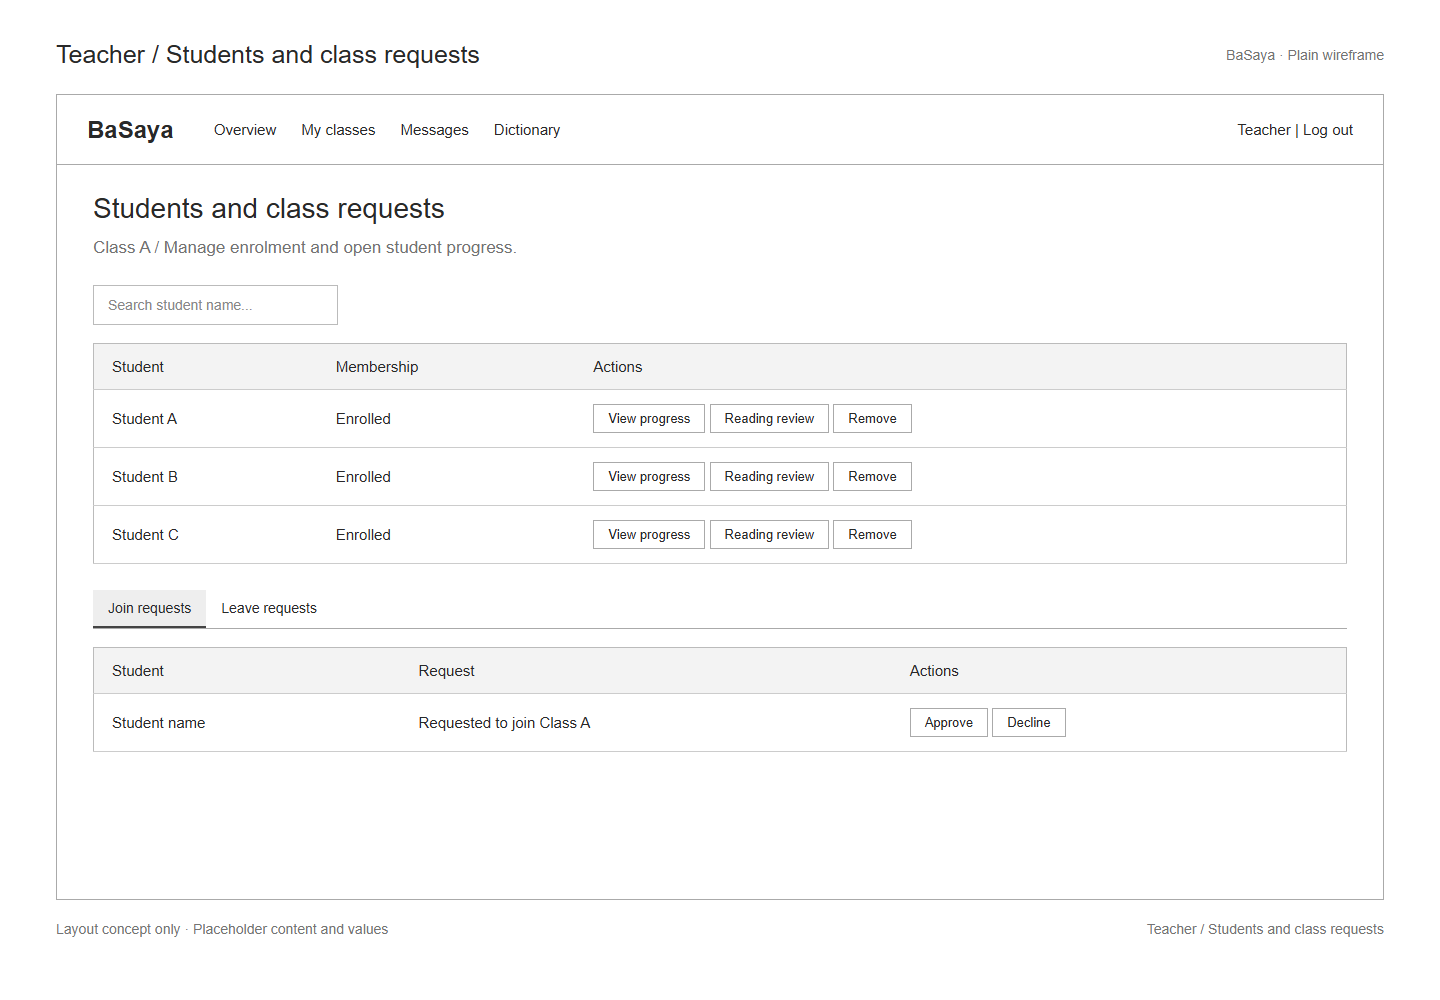 Teacher / Students and class requests
BaSaya · Plain wireframe
BaSaya Overview My classes Messages Dictionary Teacher | Log out
Students and class requests
Class A / Manage enrolment and open student progress.
Search student name...
Student Membership Actions
Student A Enrolled View progress Reading review Remove
Student B Enrolled View progress Reading review Remove
Student C Enrolled View progress Reading review Remove
Join requests Leave requests
Student Request Actions
Student name Requested to join Class A Approve Decline
Layout concept only · Placeholder content and values
Teacher / Students and class requests